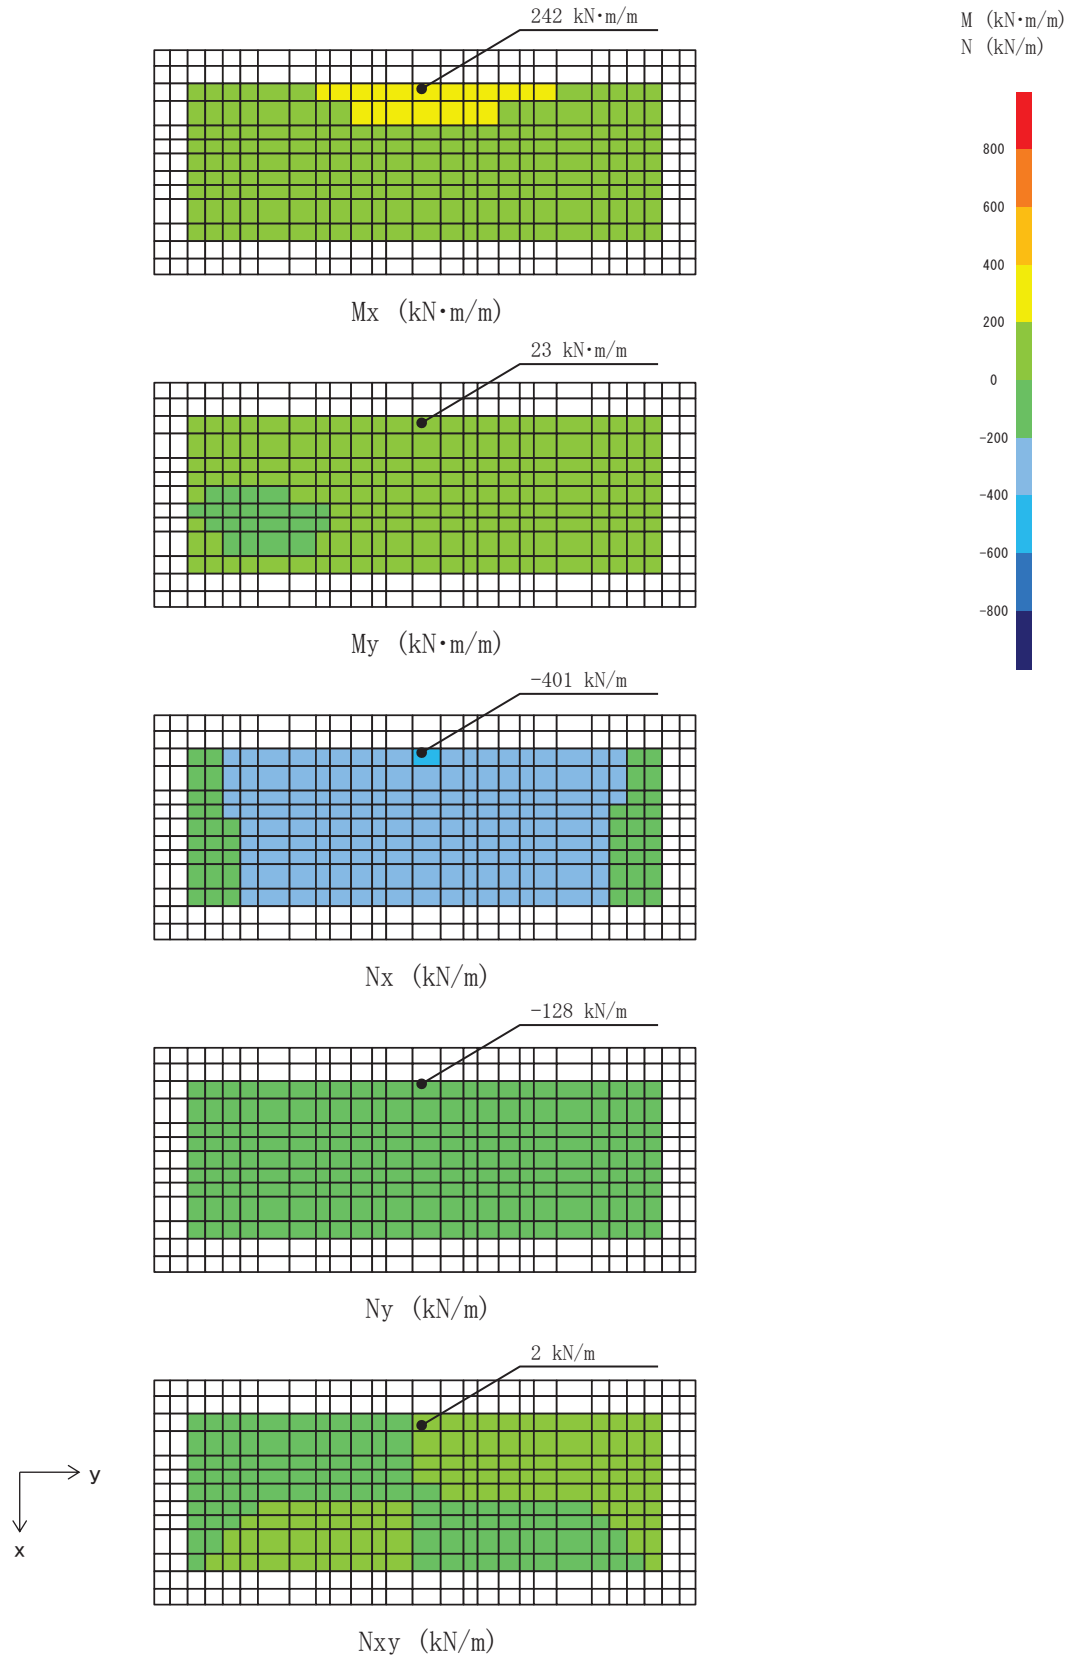 242 kN·m/m
M (kN·m/m)
N (kN/m)
800
600
400
200
0
-200
-400
-600
-800
Mx (kN·m/m)
23 kN·m/m
My (kN·m/m)
-401 kN/m
Nx (kN/m)
-128 kN/m
Ny (kN/m)
2 kN/m
y
x
Nxy (kN/m)